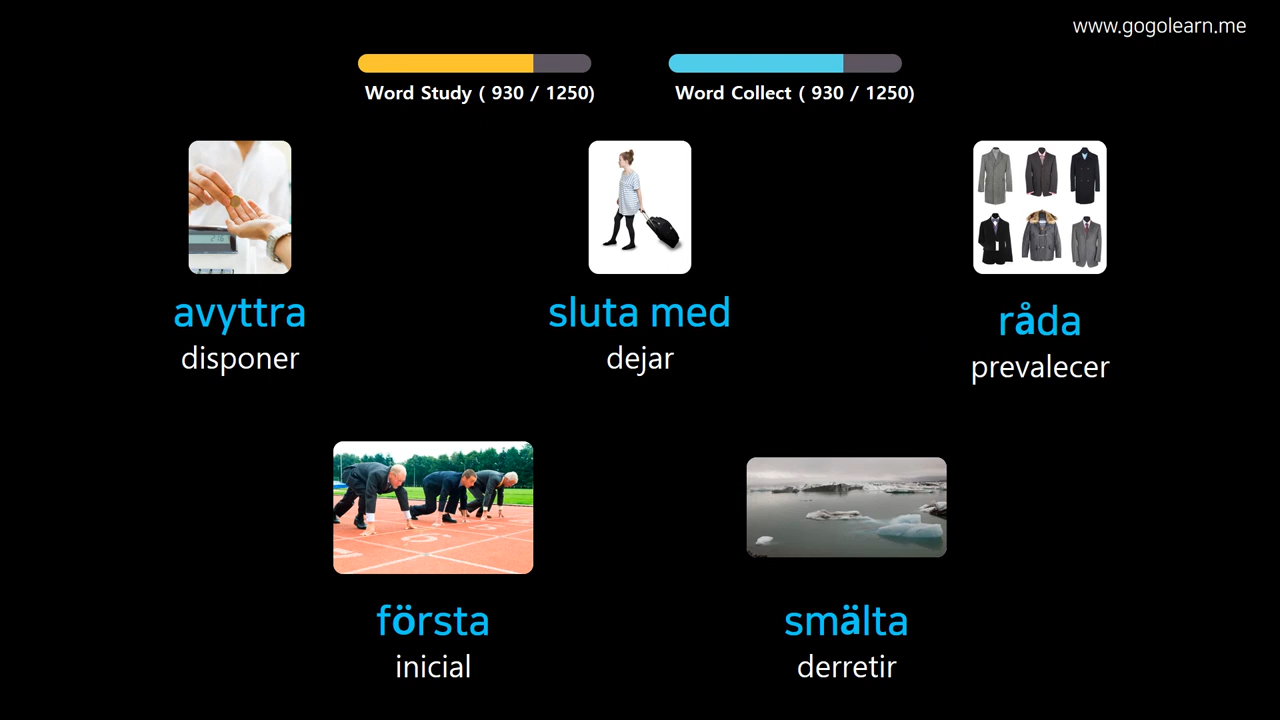 www.gogolearn.me
Word Study ( 930 / 1250)
Word Collect ( 930 / 1250)
avyttra
disponer
sluta med
dejar
råda
prevalecer
första
inicial
smälta
derretir